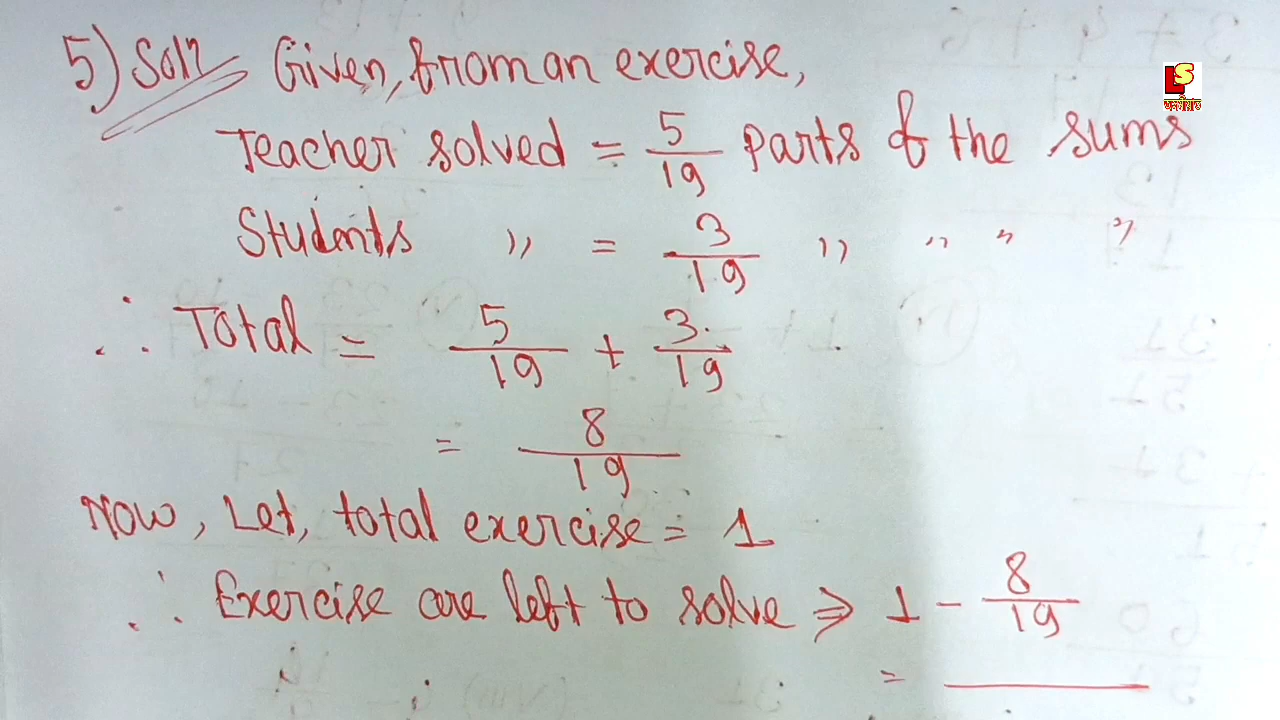 5) Soln Given, from an exercise,
Teacher solved = 5/19 parts of the sums
Students " = 3/19 " " " "
∴ Total = 5/19 + 3/19
= 8/19
Now, Let, total exercise = 1
∴ Exercise are left to solve ⇒ 1 - 8/19
=
LS